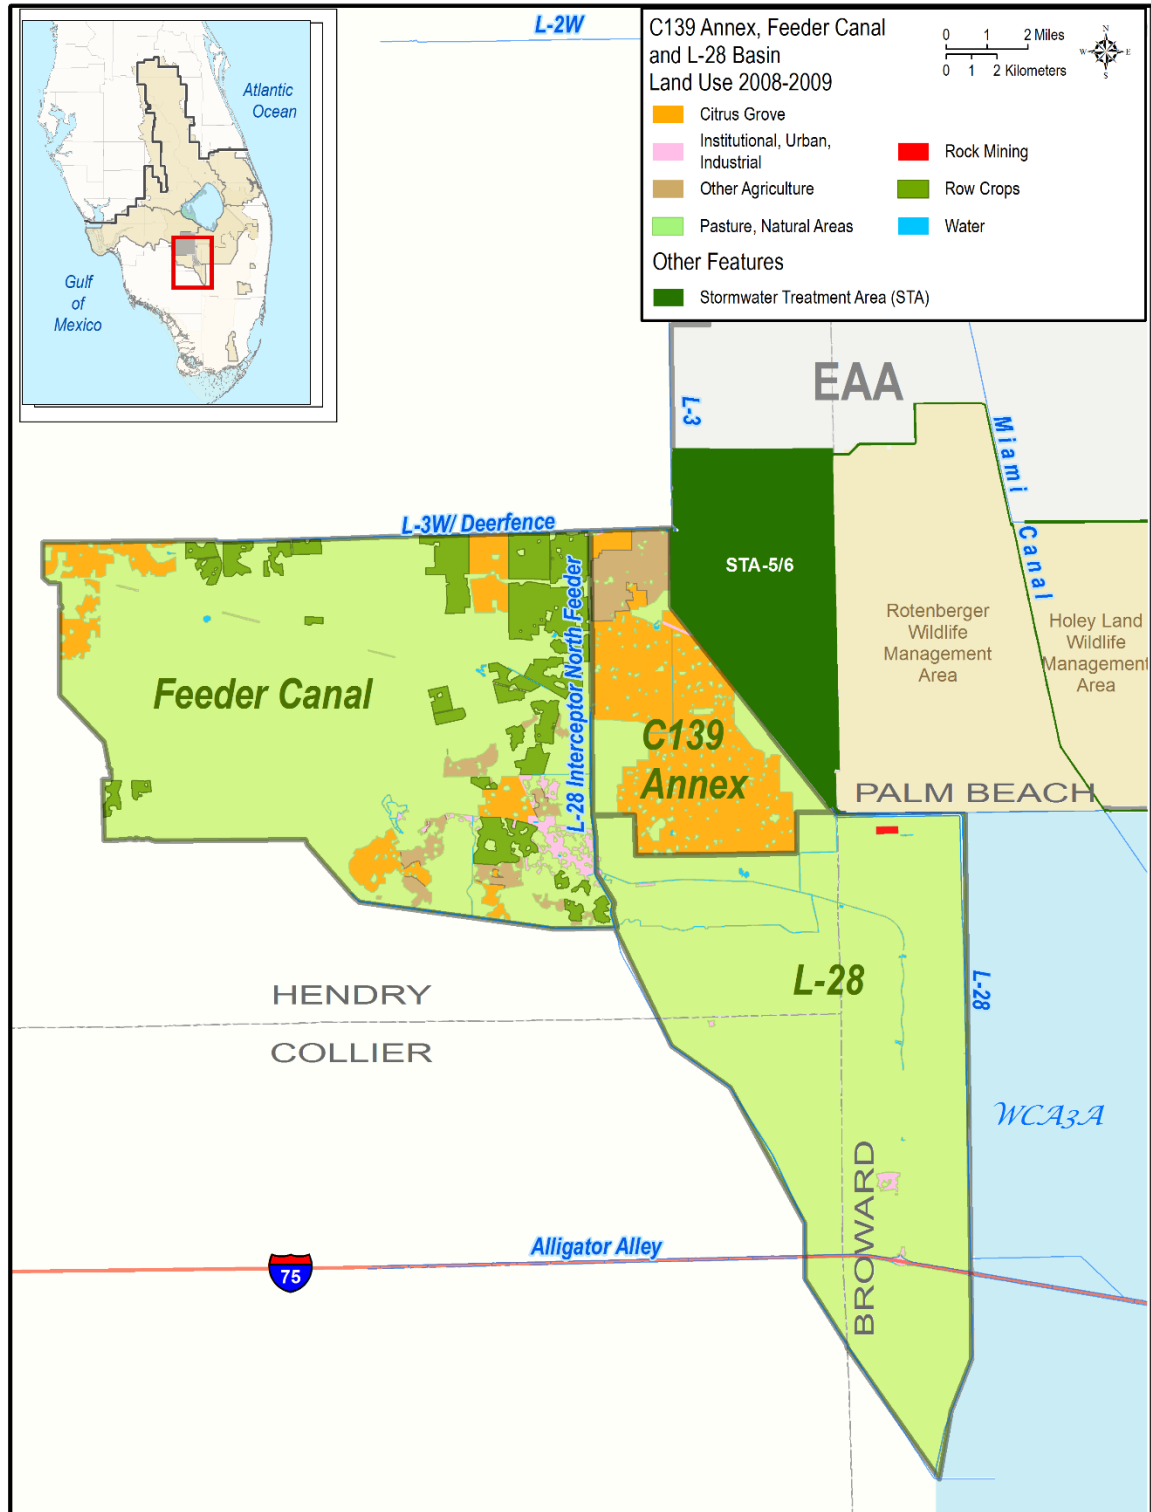 L-2W
C139 Annex, Feeder Canal
and L-28 Basin
Land Use 2008-2009
0 1 2 Miles
0 1 2 Kilometers
N
W E
S
Citrus Grove
Institutional, Urban,
Industrial
Rock Mining
Other Agriculture
Row Crops
Pasture, Natural Areas
Water
Other Features
Stormwater Treatment Area (STA)
Atlantic
Ocean
Gulf
of
Mexico
EAA
L-3
Miami Canal
L-3W/ Deerfence
STA-5/6
Rotenberger
Wildlife
Management
Area
Holey Land
Wildlife
Management
Area
L-28 Interceptor North Feeder
Feeder Canal
C139
Annex
PALM BEACH
L-28
L-28
HENDRY
COLLIER
WCA3A
BROWARD
Alligator Alley
75